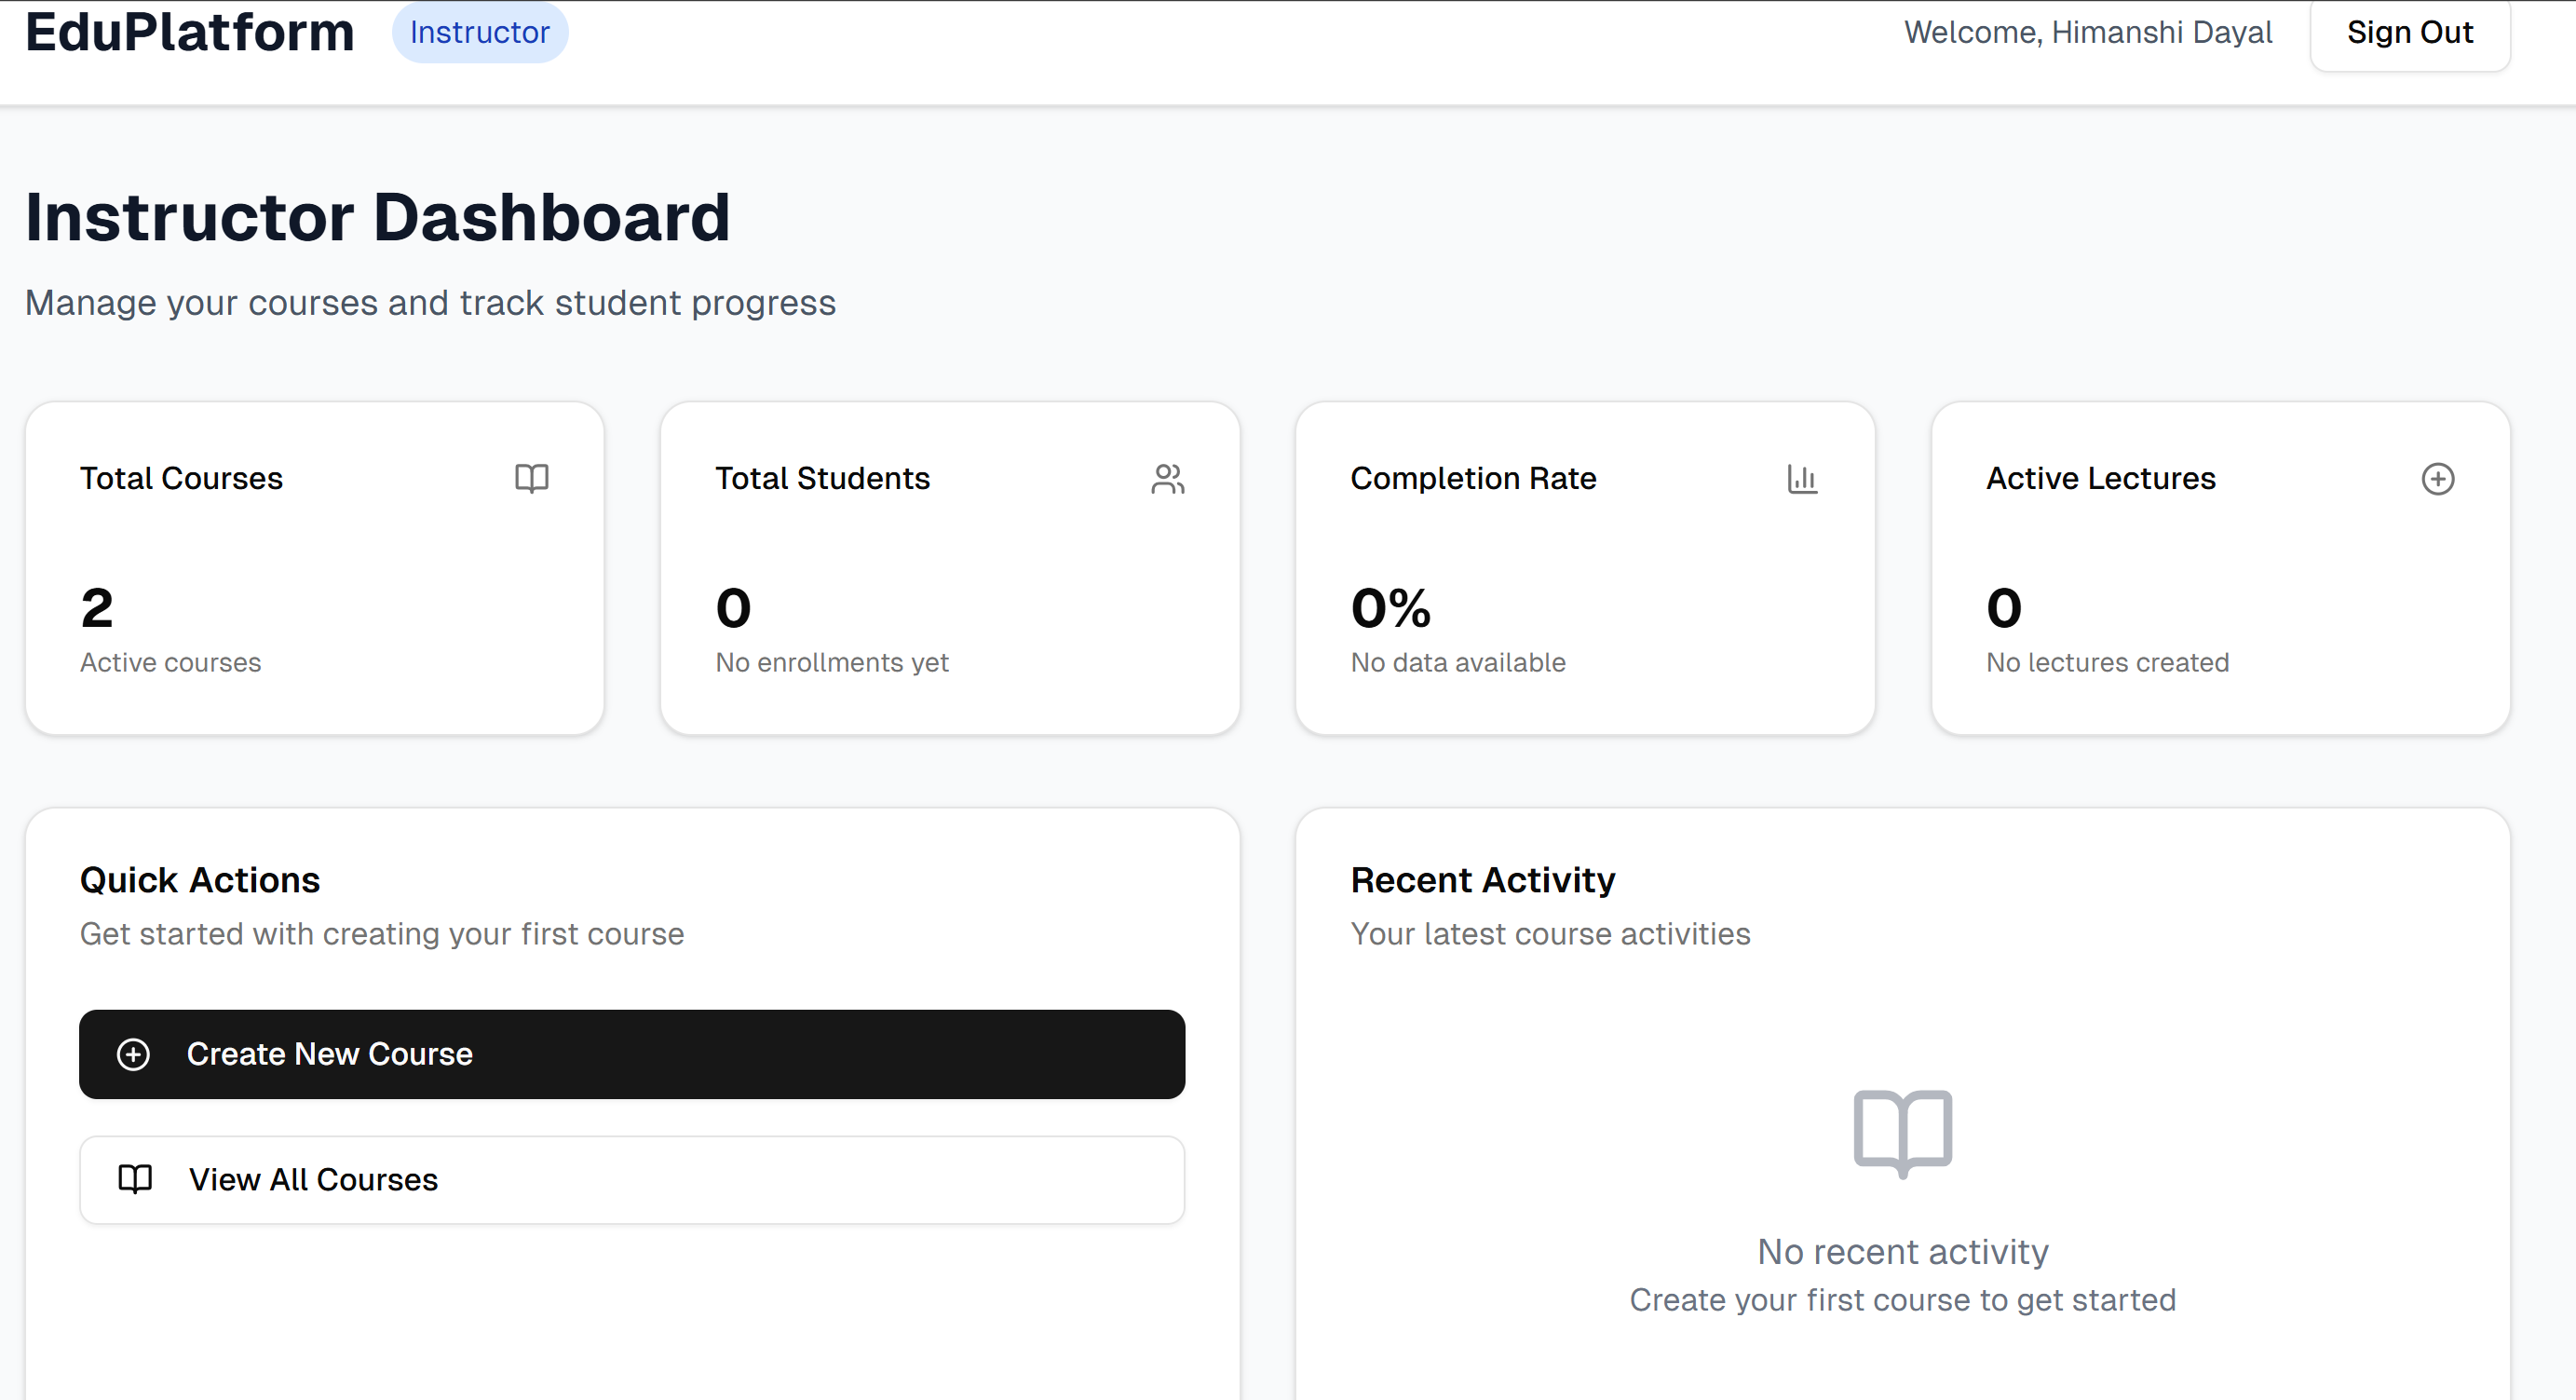 EduPlatform
Instructor
Welcome, Himanshi Dayal
Sign Out
Instructor Dashboard
Manage your courses and track student progress
Total Courses
2
Active courses
Total Students
0
No enrollments yet
Completion Rate
0%
No data available
Active Lectures
0
No lectures created
Quick Actions
Get started with creating your first course
Create New Course
View All Courses
Recent Activity
Your latest course activities
No recent activity
Create your first course to get started